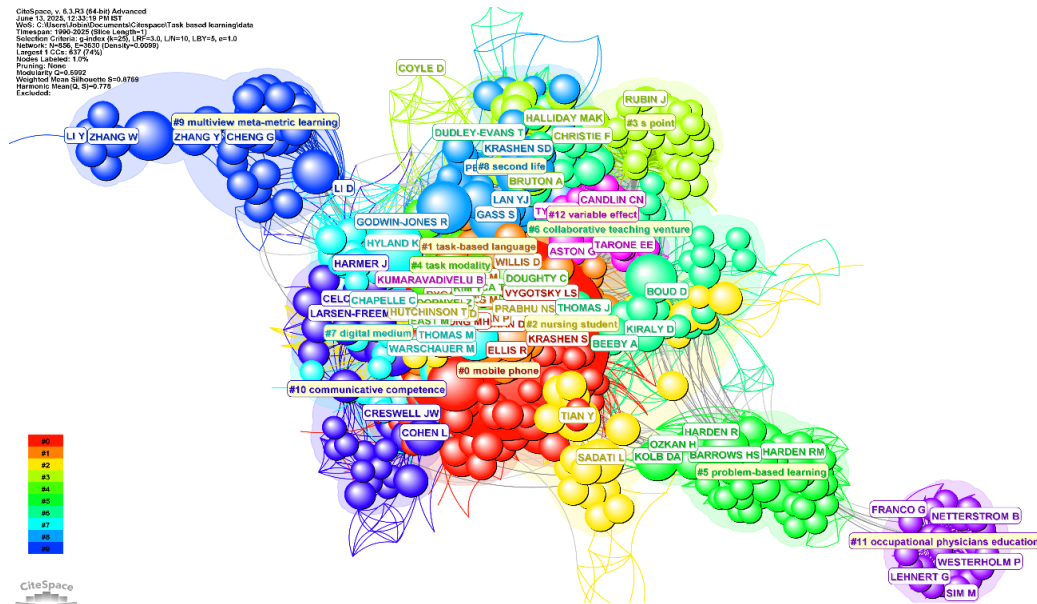 CiteSpace, v. 6.3.R3 (64-bit) Advanced
June 13, 2025, 12:33:19 PM IST
WoS: C:\Users\Jobin\Documents\Citespace\Task based learning\data
Timespan: 1990-2025 (Slice Length=1)
Selection Criteria: g-index (k=25), LRF=3.0, L/N=10, LBY=5, e=1.0
Network: N=856, E=3630 (Density=0.0099)
Largest 1 CCs: 637 (74%)
Nodes Labeled: 1.0%
Pruning: None
Modularity Q=0.6992
Weighted Mean Silhouette S=0.8769
Harmonic Mean(Q, S)=0.778
Excluded:
COYLE D
RUBIN J
HALLIDAY MAK
#9 multiview meta-metric learning
#3 s point
LI Y
ZHANG W
ZHANG Y
CHENG G
DUDLEY-EVANS T
CHRISTIE F
KRASHEN SD
#8 second life
BRUTON A
LI D
LAN YJ
CANDLIN CN
GASS S
#12 variable effect
GODWIN-JONES R
#6 collaborative teaching venture
HYLAND K
#1 task-based language
ASTON G
TARONE EE
HARMER J
#4 task modality
WILLIS D
KUMARAVADIVELU B
DOUGHTY C
VYGOTSKY LS
BOUD D
CHAPELLE C
LARSEN-FREEM
HUTCHINSON T
PRABHU NS
THOMAS J
#2 nursing student
KIRALY D
#7 digital medium
THOMAS M
KRASHEN S
BEEBY A
WARSCHAUER M
ELLIS R
#0 mobile phone
#10 communicative competence
CRESWELL JW
TIAN Y
COHEN L
HARDEN R
OZKAN H
SADATI L
KOLB DA
BARROWS HS
HARDEN RM
#5 problem-based learning
FRANCO G
NETTERSTROM B
#11 occupational physicians education
WESTERHOLM P
LEHNERT G
SIM M
#0
#1
#2
#3
#4
#5
#6
#7
#8
#9
CiteSpace